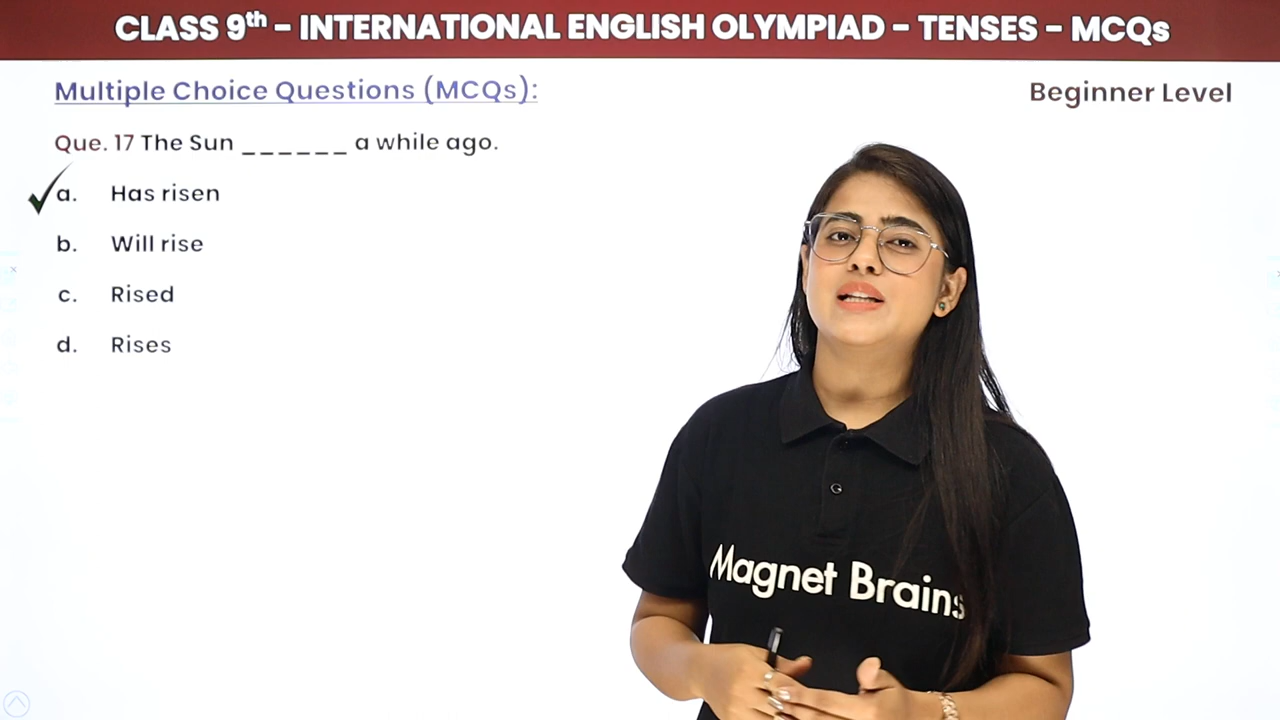 CLASS 9th - INTERNATIONAL ENGLISH OLYMPIAD - TENSES - MCQs
Multiple Choice Questions (MCQs):
Beginner Level
Que. 17 The Sun ______ a while ago.
a. Has risen
b. Will rise
c. Rised
d. Rises
Magnet Brains